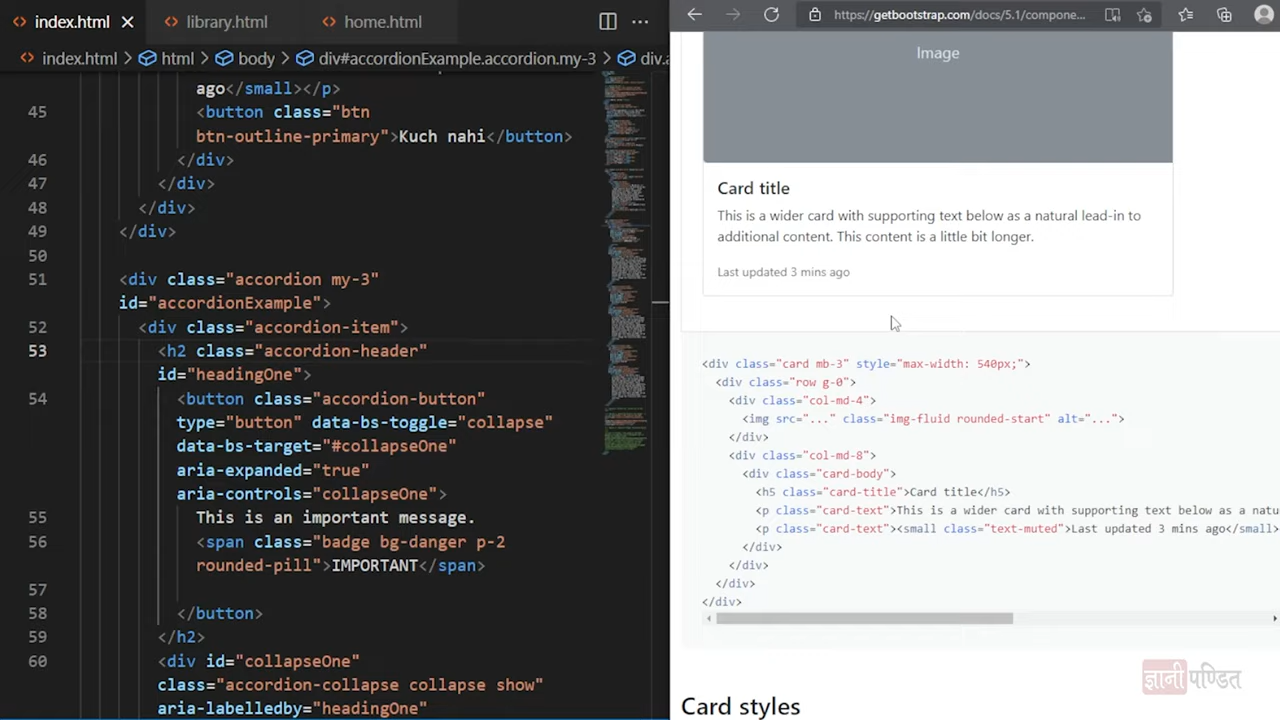 index.html
library.html
home.html
index.html > html > body > div#accordionExample.accordion.my-3 > div.a
ago</small></p>
45 <button class="btn
btn-outline-primary">Kuch nahi</button>
46 </div>
47 </div>
48 </div>
49 </div>
50
51 <div class="accordion my-3"
id="accordionExample">
52 <div class="accordion-item">
53 <h2 class="accordion-header"
id="headingOne">
54 <button class="accordion-button"
type="button" data-bs-toggle="collapse"
data-bs-target="#collapseOne"
aria-expanded="true"
aria-controls="collapseOne">
55 This is an important message.
56 <span class="badge bg-danger p-2
rounded-pill">IMPORTANT</span>
57
58 </button>
59 </h2>
60 <div id="collapseOne"
class="accordion-collapse collapse show"
aria-labelledby="headingOne"
https://getbootstrap.com/docs/5.1/compone...
Image
Card title
This is a wider card with supporting text below as a natural lead-in to
additional content. This content is a little bit longer.
Last updated 3 mins ago
<div class="card mb-3" style="max-width: 540px;">
<div class="row g-0">
<div class="col-md-4">
<img src="..." class="img-fluid rounded-start" alt="...">
</div>
<div class="col-md-8">
<div class="card-body">
<h5 class="card-title">Card title</h5>
<p class="card-text">This is a wider card with supporting text below as a natu
<p class="card-text"><small class="text-muted">Last updated 3 mins ago</small>
</div>
</div>
</div>
</div>
Card styles
ज्ञानी पण्डित